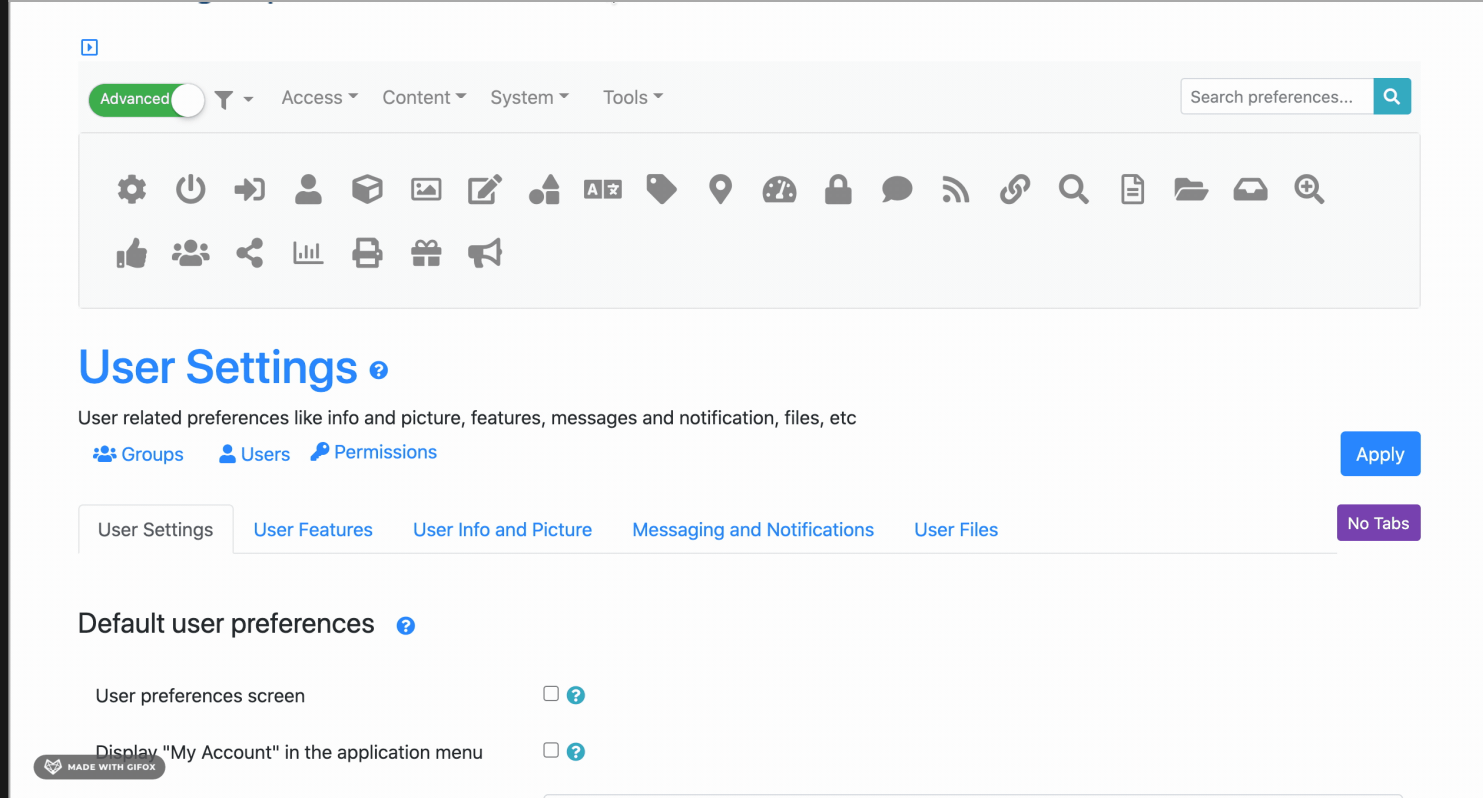 Advanced Access Content System Tools Search preferences...
A
User Settings
User related preferences like info and picture, features, messages and notification, files, etc
Groups Users Permissions Apply
User Settings User Features User Info and Picture Messaging and Notifications User Files No Tabs
Default user preferences
User preferences screen
Display "My Account" in the application menu
MADE WITH GIFOX